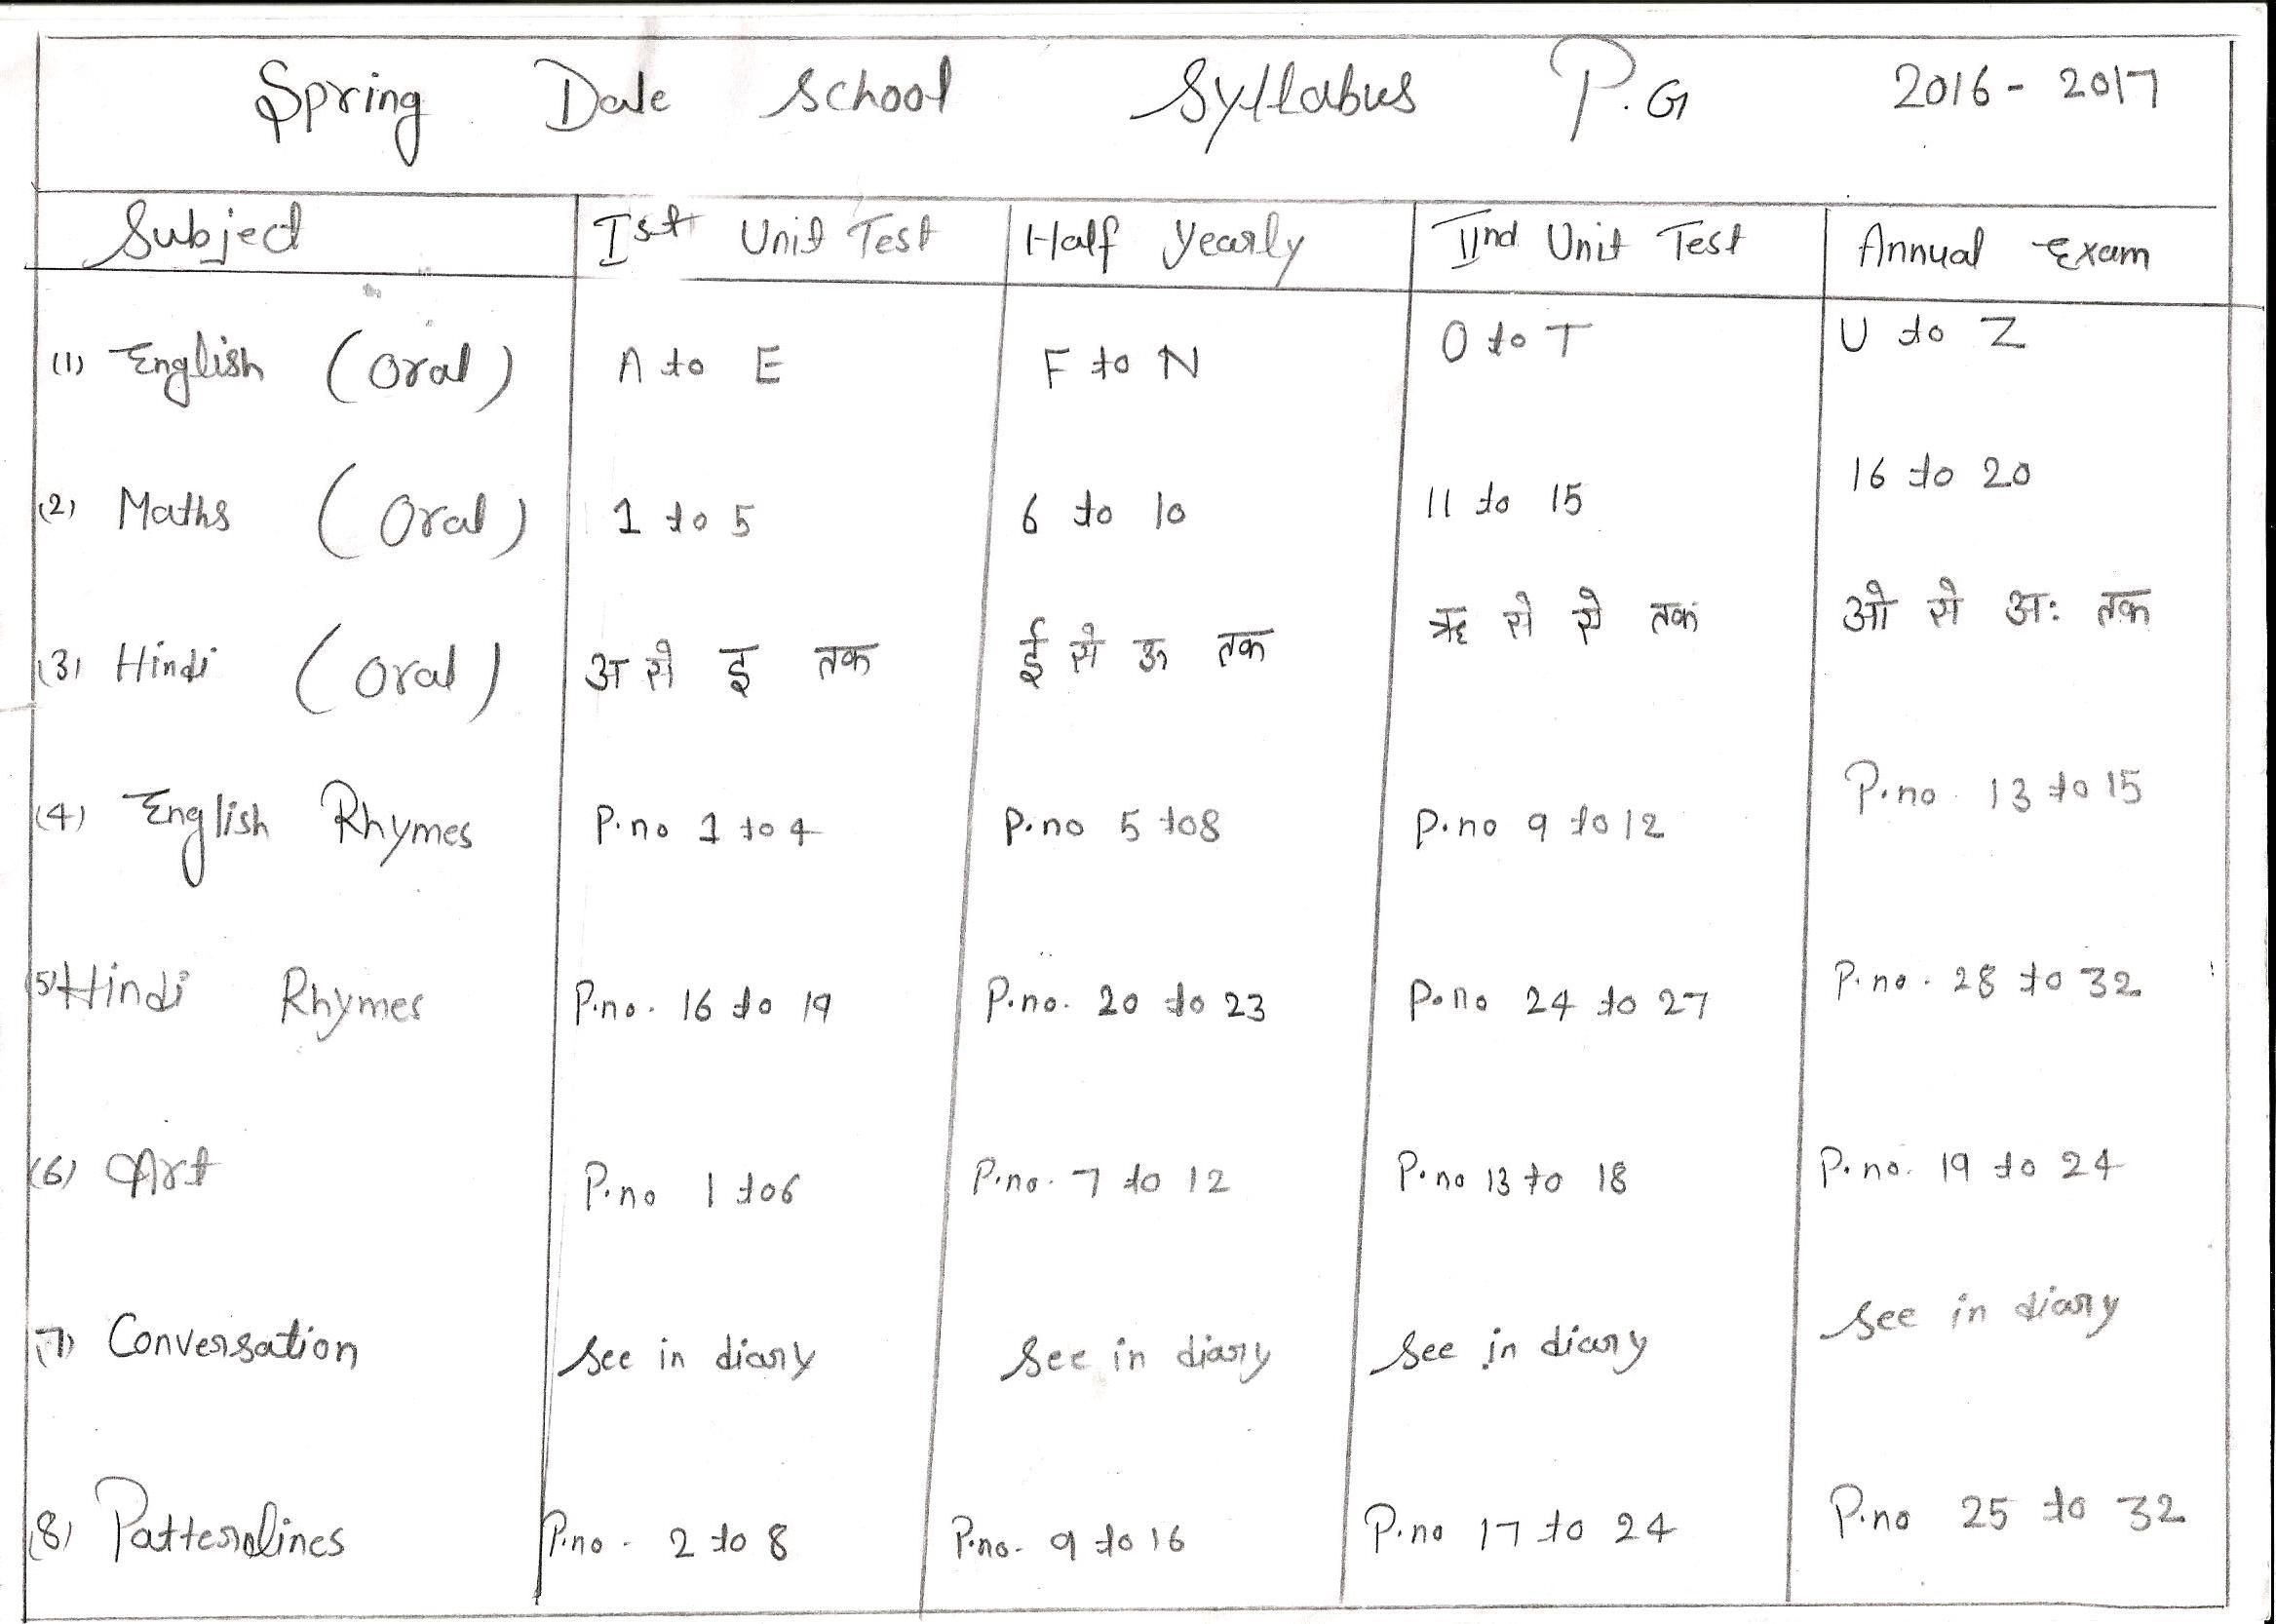 Spring Dale School Syllabus P.G 2016-2017
Subject Ist Unit Test Half Yearly IInd Unit Test Annual Exam
(1) English (Oral) A to E F to N O to T U to Z
(2) Maths (Oral) 1 to 5 6 to 10 11 to 15 16 to 20
(3) Hindi (Oral) अ से इ तक ई से ऊ तक ऋ से ऐ तक ओ से अः तक
(4) English Rhymes P.no 1 to 4 P.no 5 to 8 P.no 9 to 12 P.no 13 to 15
(5) Hindi Rhymes P.no. 16 to 19 P.no. 20 to 23 P.no 24 to 27 P.no. 28 to 32
(6) Art P.no 1 to 6 P.no. 7 to 12 P.no 13 to 18 P.no. 19 to 24
(7) Conversation See in diary See in diary See in diary See in diary
(8) Patternlines P.no. 2 to 8 P.no. 9 to 16 P.no 17 to 24 P.no 25 to 32